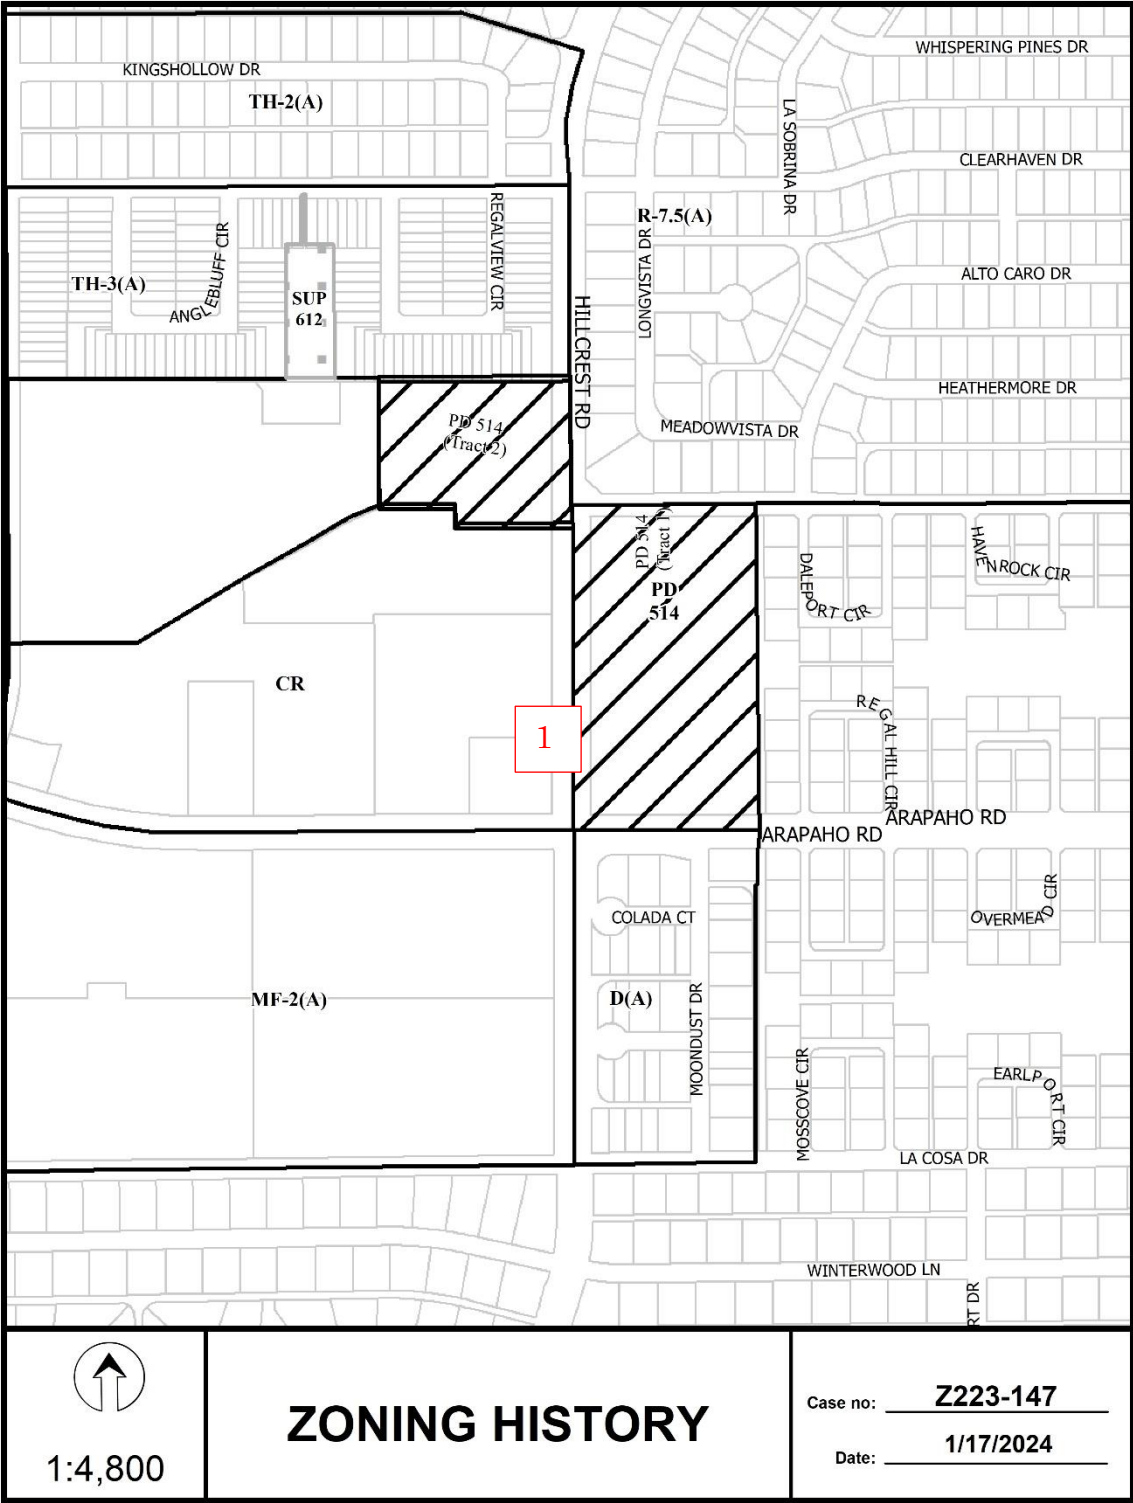 WHISPERING PINES DR
KINGSHOLLOW DR
TH-2(A)
LA SOBRINA DR
CLEARHAVEN DR
R-7.5(A)
REGALVIEW CIR
LONGVISTA DR
ANGLEBLUFF CIR
TH-3(A)
SUP
612
ALTO CARO DR
HILLCREST RD
HEATHERMORE DR
MEADOWVISTA DR
PD 514
(Tract 2)
PD 514
(Tract 1)
PD
514
HAVENROCK CIR
DALEPORT CIR
CR
REGAL HILL CIR
1
ARAPAHO RD
ARAPAHO RD
OVERMEAD CIR
COLADA CT
MF-2(A)
D(A)
MOONDUST DR
MOSSCOVE CIR
EARLPORT CIR
LA COSA DR
WINTERWOOD LN
RT DR
1:4,800
ZONING HISTORY
Case no: Z223-147
Date: 1/17/2024